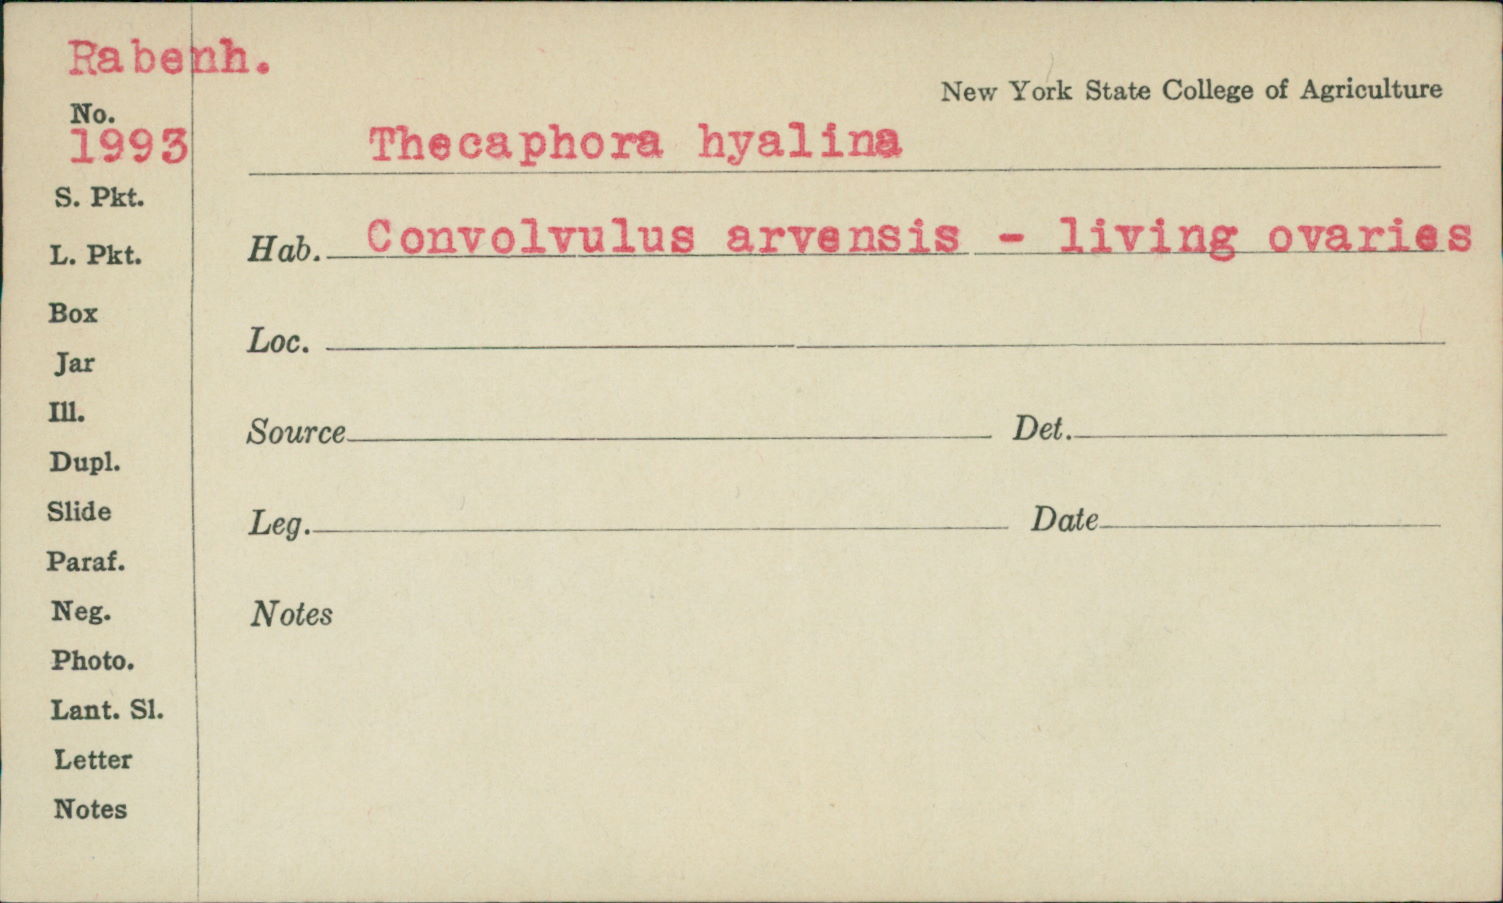 Rabenh.
New York State College of Agriculture
No.
1993
Thecaphora hyalina
S. Pkt.
Hab. Convolvulus arvensis - living ovaries
L. Pkt.
Box
Loc.
Jar
Ill.
Source Det.
Dupl.
Slide
Leg. Date
Paraf.
Neg.
Notes
Photo.
Lant. Sl.
Letter
Notes